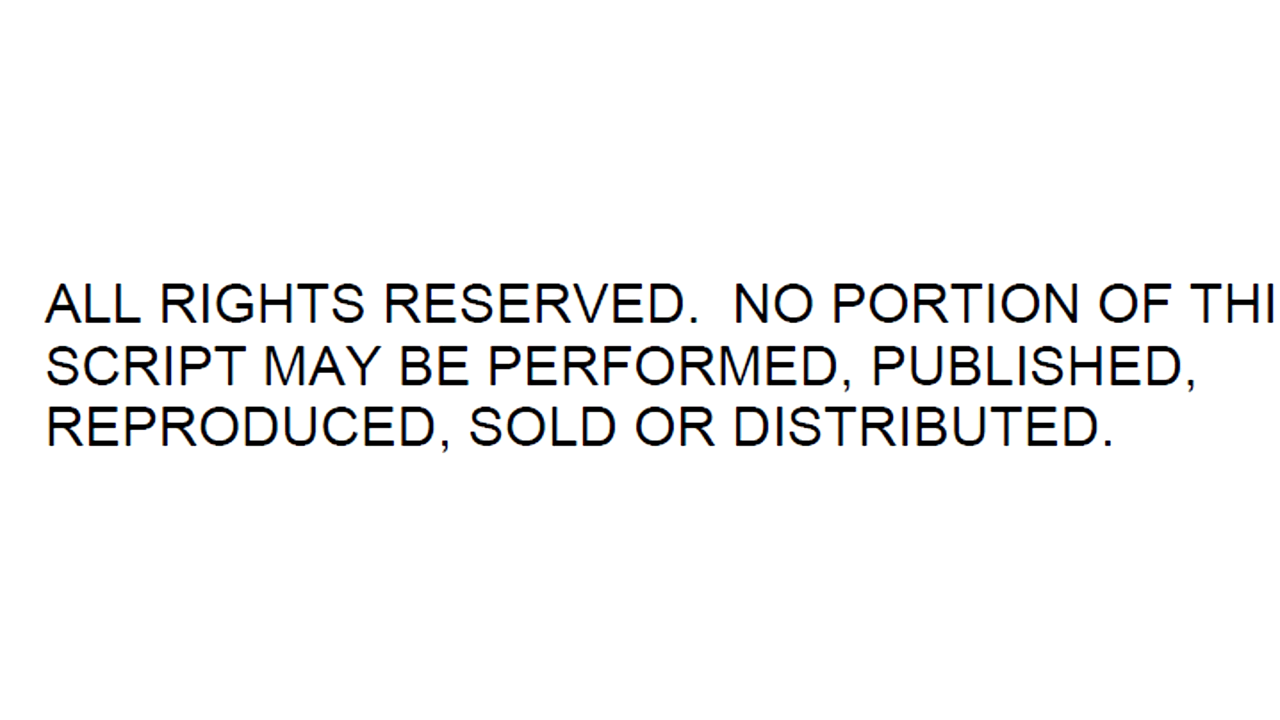 ALL RIGHTS RESERVED.  NO PORTION OF THI
SCRIPT MAY BE PERFORMED, PUBLISHED,
REPRODUCED, SOLD OR DISTRIBUTED.